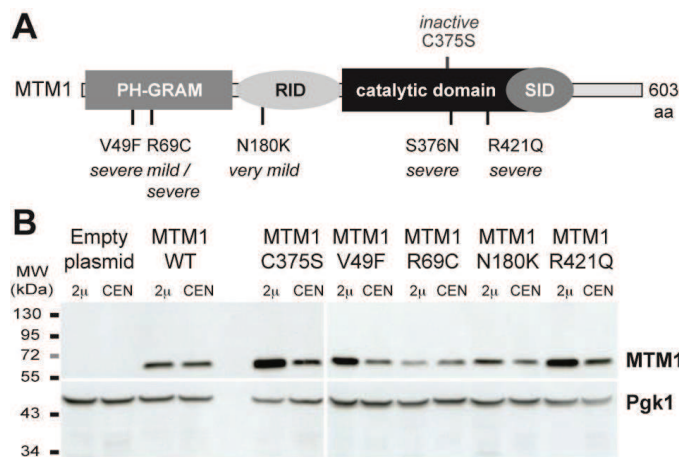 A
inactive
C375S
MTM1
PH-GRAM
RID
catalytic domain
SID
603
aa
V49F R69C N180K S376N R421Q
severe mild / very mild severe severe
severe
B
Empty MTM1 MTM1 MTM1 MTM1 MTM1 MTM1
plasmid WT C375S V49F R69C N180K R421Q
MW
(kDa)
2µ CEN 2µ CEN 2µ CEN 2µ CEN 2µ CEN 2µ CEN 2µ CEN
130
95
72
55
MTM1
43
34
Pgk1